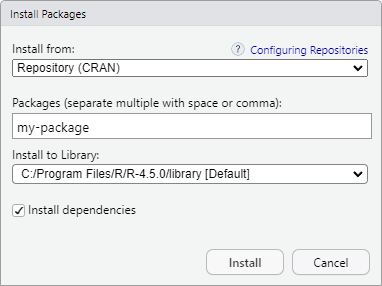 Install Packages
Install from:
? Configuring Repositories
Repository (CRAN)
Packages (separate multiple with space or comma):
my-package
Install to Library:
C:/Program Files/R/R-4.5.0/library [Default]
Install dependencies
Install
Cancel